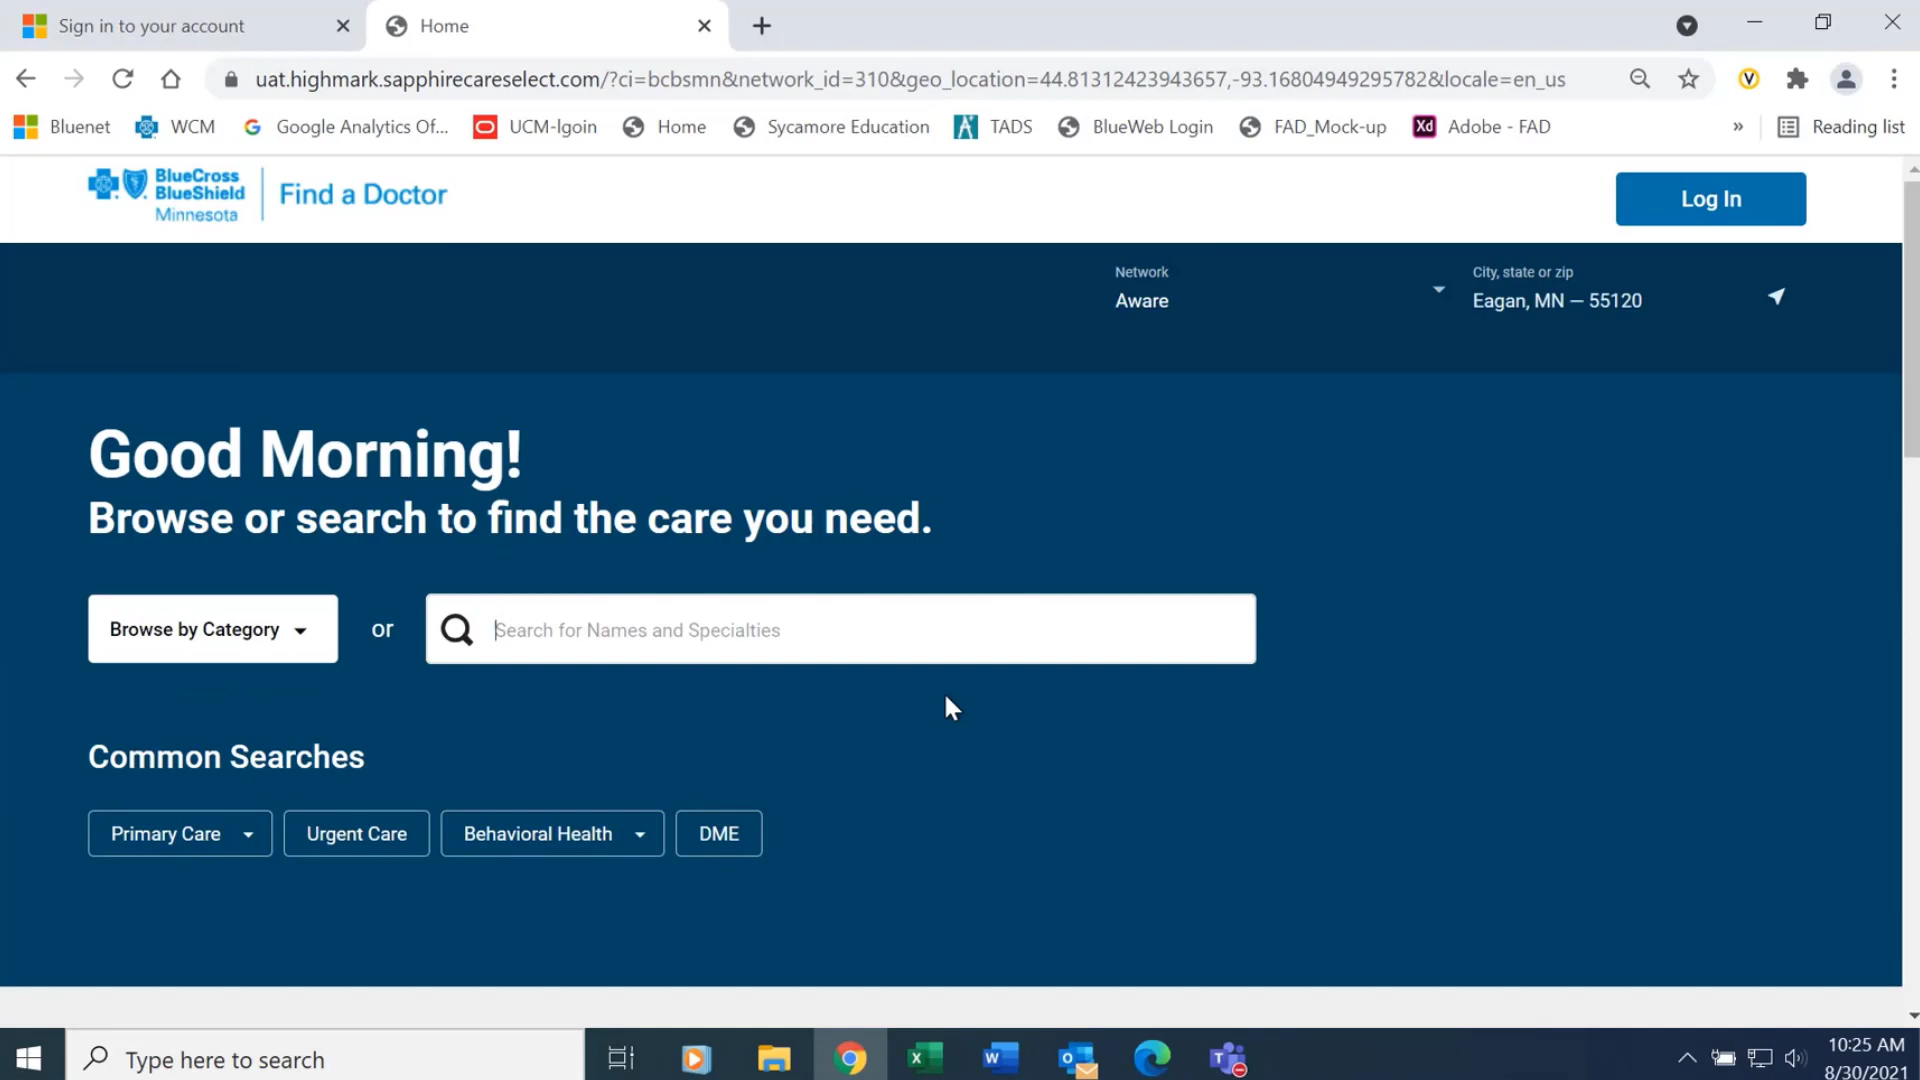 Sign in to your account
Home
uat.highmark.sapphirecareselect.com/?ci=bcbsmn&network_id=310&geo_location=44.81312423943657,-93.16804949295782&locale=en_us
Bluenet
WCM
Google Analytics Of...
UCM-lgoin
Home
Sycamore Education
TADS
BlueWeb Login
FAD_Mock-up
Xd
Adobe - FAD
»
Reading list
BlueCross
BlueShield
Minnesota
Find a Doctor
Log In
Network
Aware
City, state or zip
Eagan, MN — 55120
Good Morning!
Browse or search to find the care you need.
Browse by Category
or
Search for Names and Specialties
Common Searches
Primary Care
Urgent Care
Behavioral Health
DME
Type here to search
10:25 AM
8/30/2021